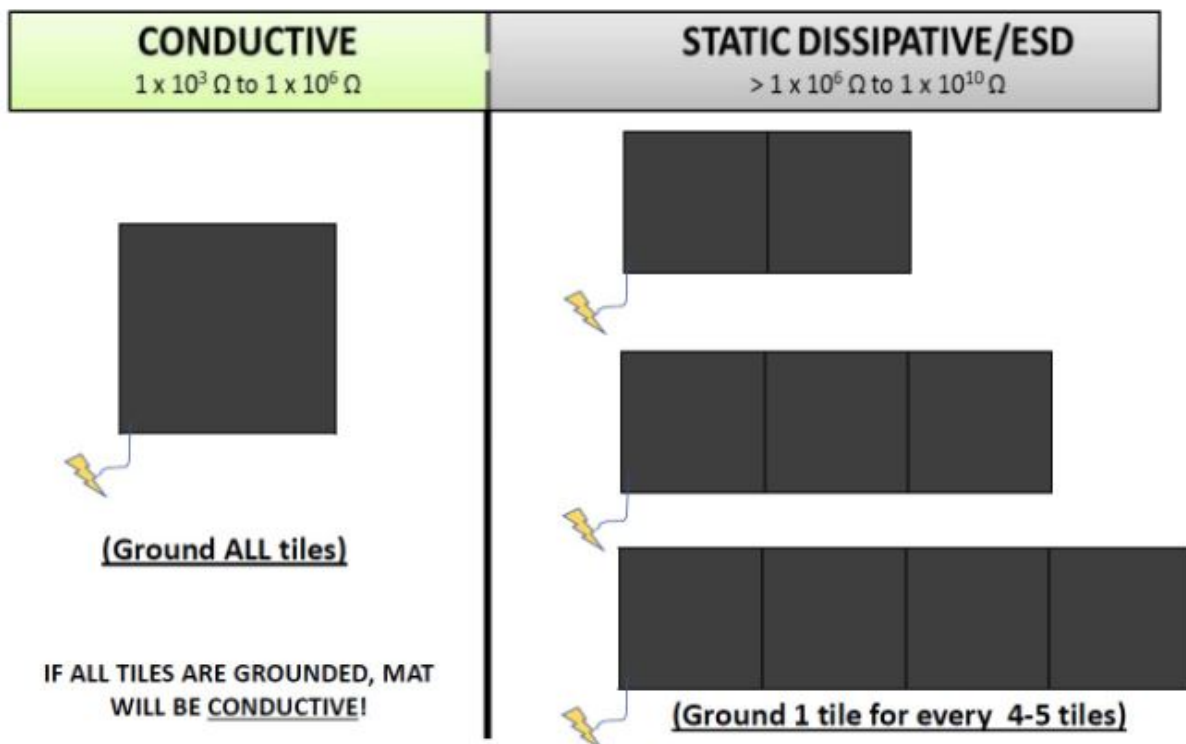 CONDUCTIVE
1 x 10³ Ω to 1 x 10⁶ Ω
STATIC DISSIPATIVE/ESD
> 1 x 10⁶ Ω to 1 x 10¹⁰ Ω
(Ground ALL tiles)
IF ALL TILES ARE GROUNDED, MAT
WILL BE CONDUCTIVE!
(Ground 1 tile for every 4-5 tiles)